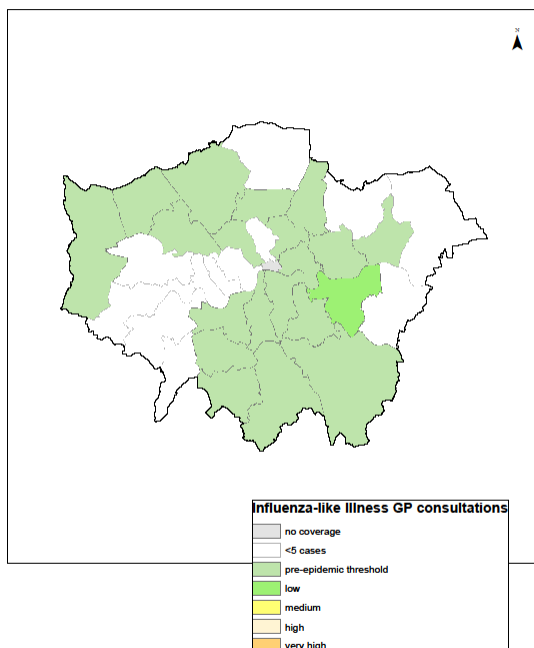 N
Influenza-like Illness GP consultations
no coverage
<5 cases
pre-epidemic threshold
low
medium
high
very high